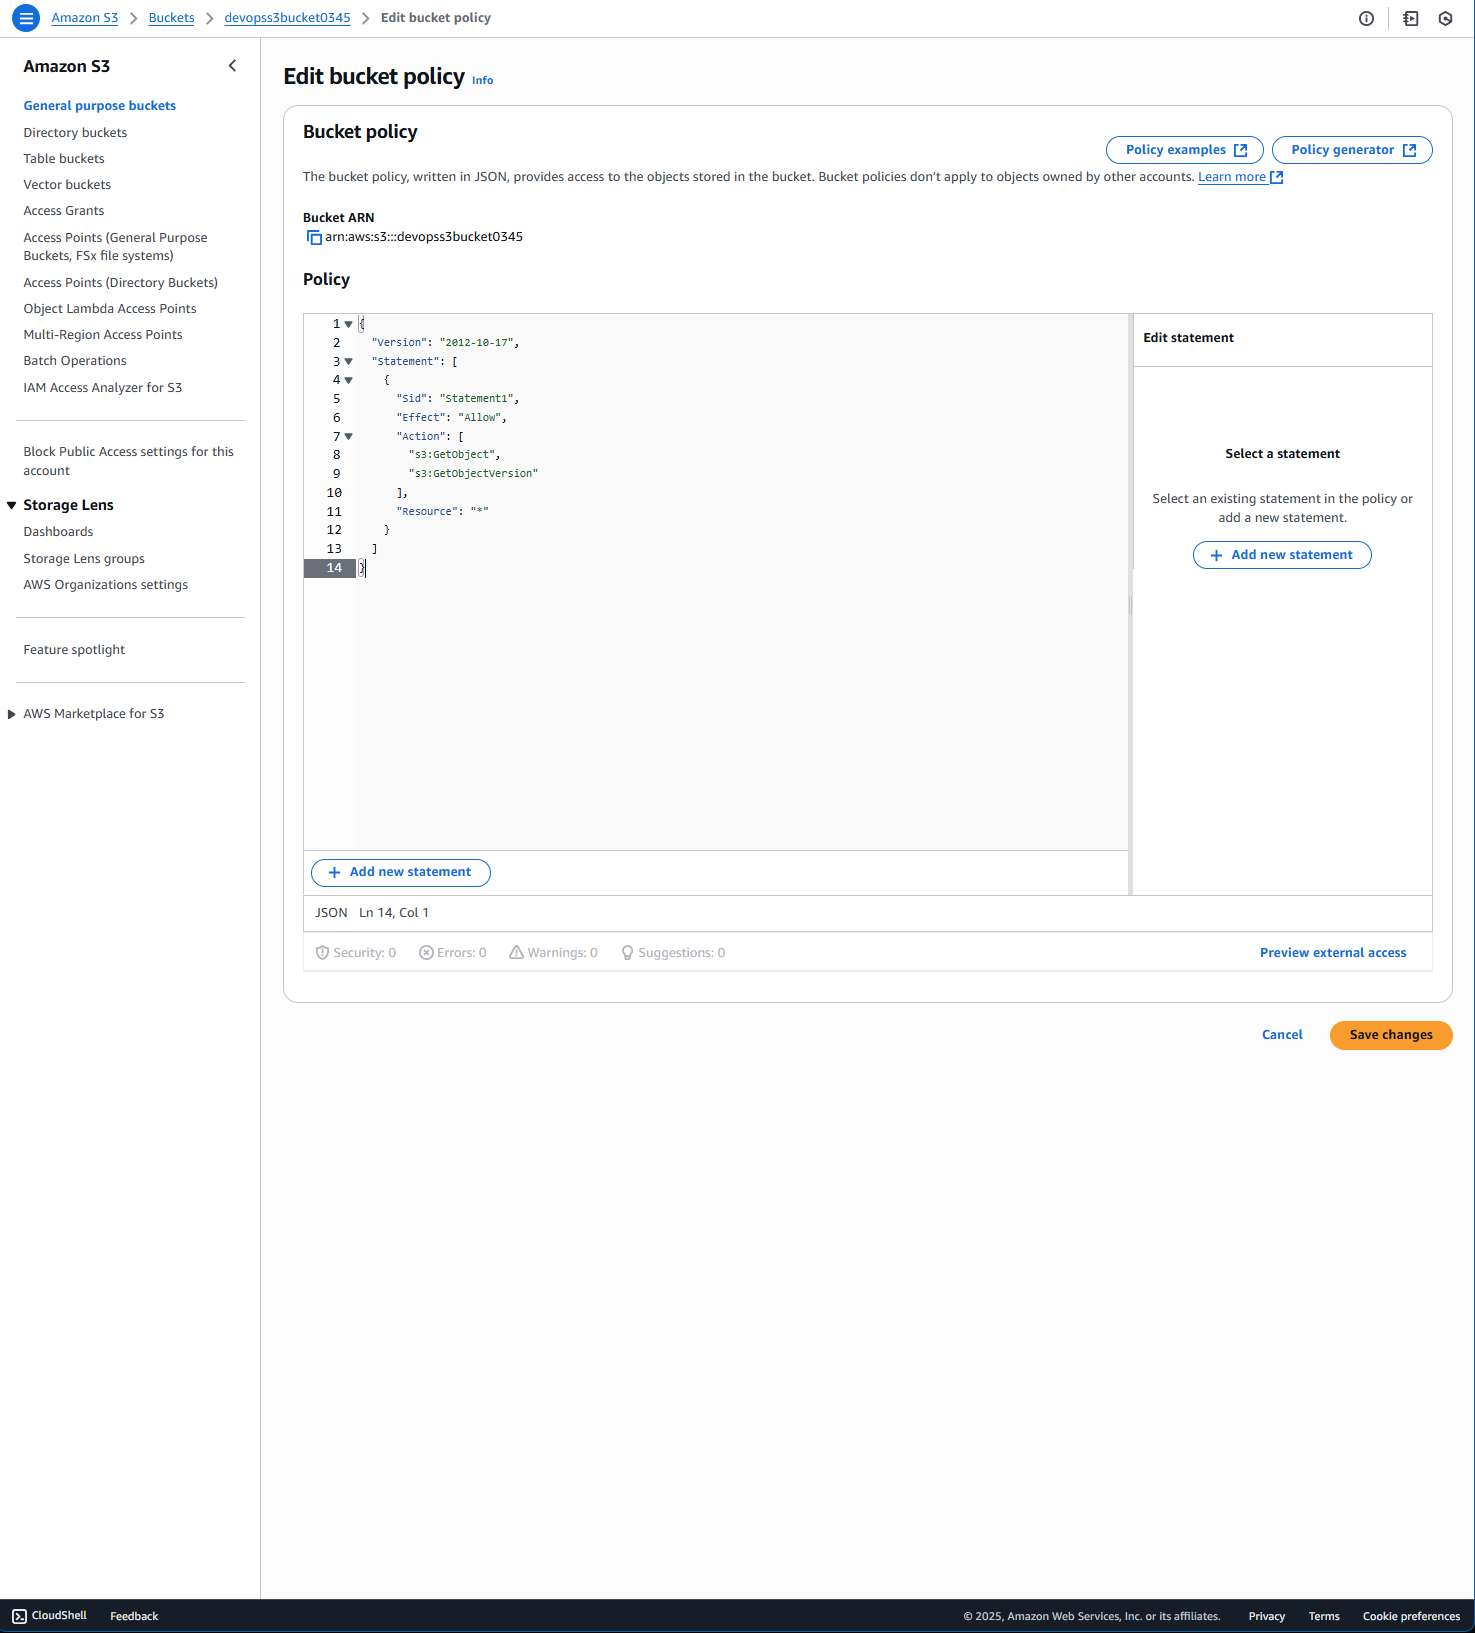 Amazon S3 > Buckets > devopss3bucket0345 > Edit bucket policy
Amazon S3
General purpose buckets
Directory buckets
Table buckets
Vector buckets
Access Grants
Access Points (General Purpose
Buckets, FSx file systems)
Access Points (Directory Buckets)
Object Lambda Access Points
Multi-Region Access Points
Batch Operations
IAM Access Analyzer for S3
Block Public Access settings for this
account
Storage Lens
Dashboards
Storage Lens groups
AWS Organizations settings
Feature spotlight
AWS Marketplace for S3
Edit bucket policy Info
Bucket policy
Policy examples
Policy generator
The bucket policy, written in JSON, provides access to the objects stored in the bucket. Bucket policies don't apply to objects owned by other accounts. Learn more
Bucket ARN
arn:aws:s3:::devopss3bucket0345
Policy
1 {
2 "Version": "2012-10-17",
3 "Statement": [
4 {
5 "Sid": "Statement1",
6 "Effect": "Allow",
7 "Action": [
8 "s3:GetObject",
9 "s3:GetObjectVersion"
10 ],
11 "Resource": "*"
12 }
13 ]
14 }
+ Add new statement
Edit statement
Select a statement
Select an existing statement in the policy or
add a new statement.
+ Add new statement
JSON Ln 14, Col 1
Security: 0 Errors: 0 Warnings: 0 Suggestions: 0
Preview external access
Cancel
Save changes
CloudShell Feedback
© 2025, Amazon Web Services, Inc. or its affiliates. Privacy Terms Cookie preferences